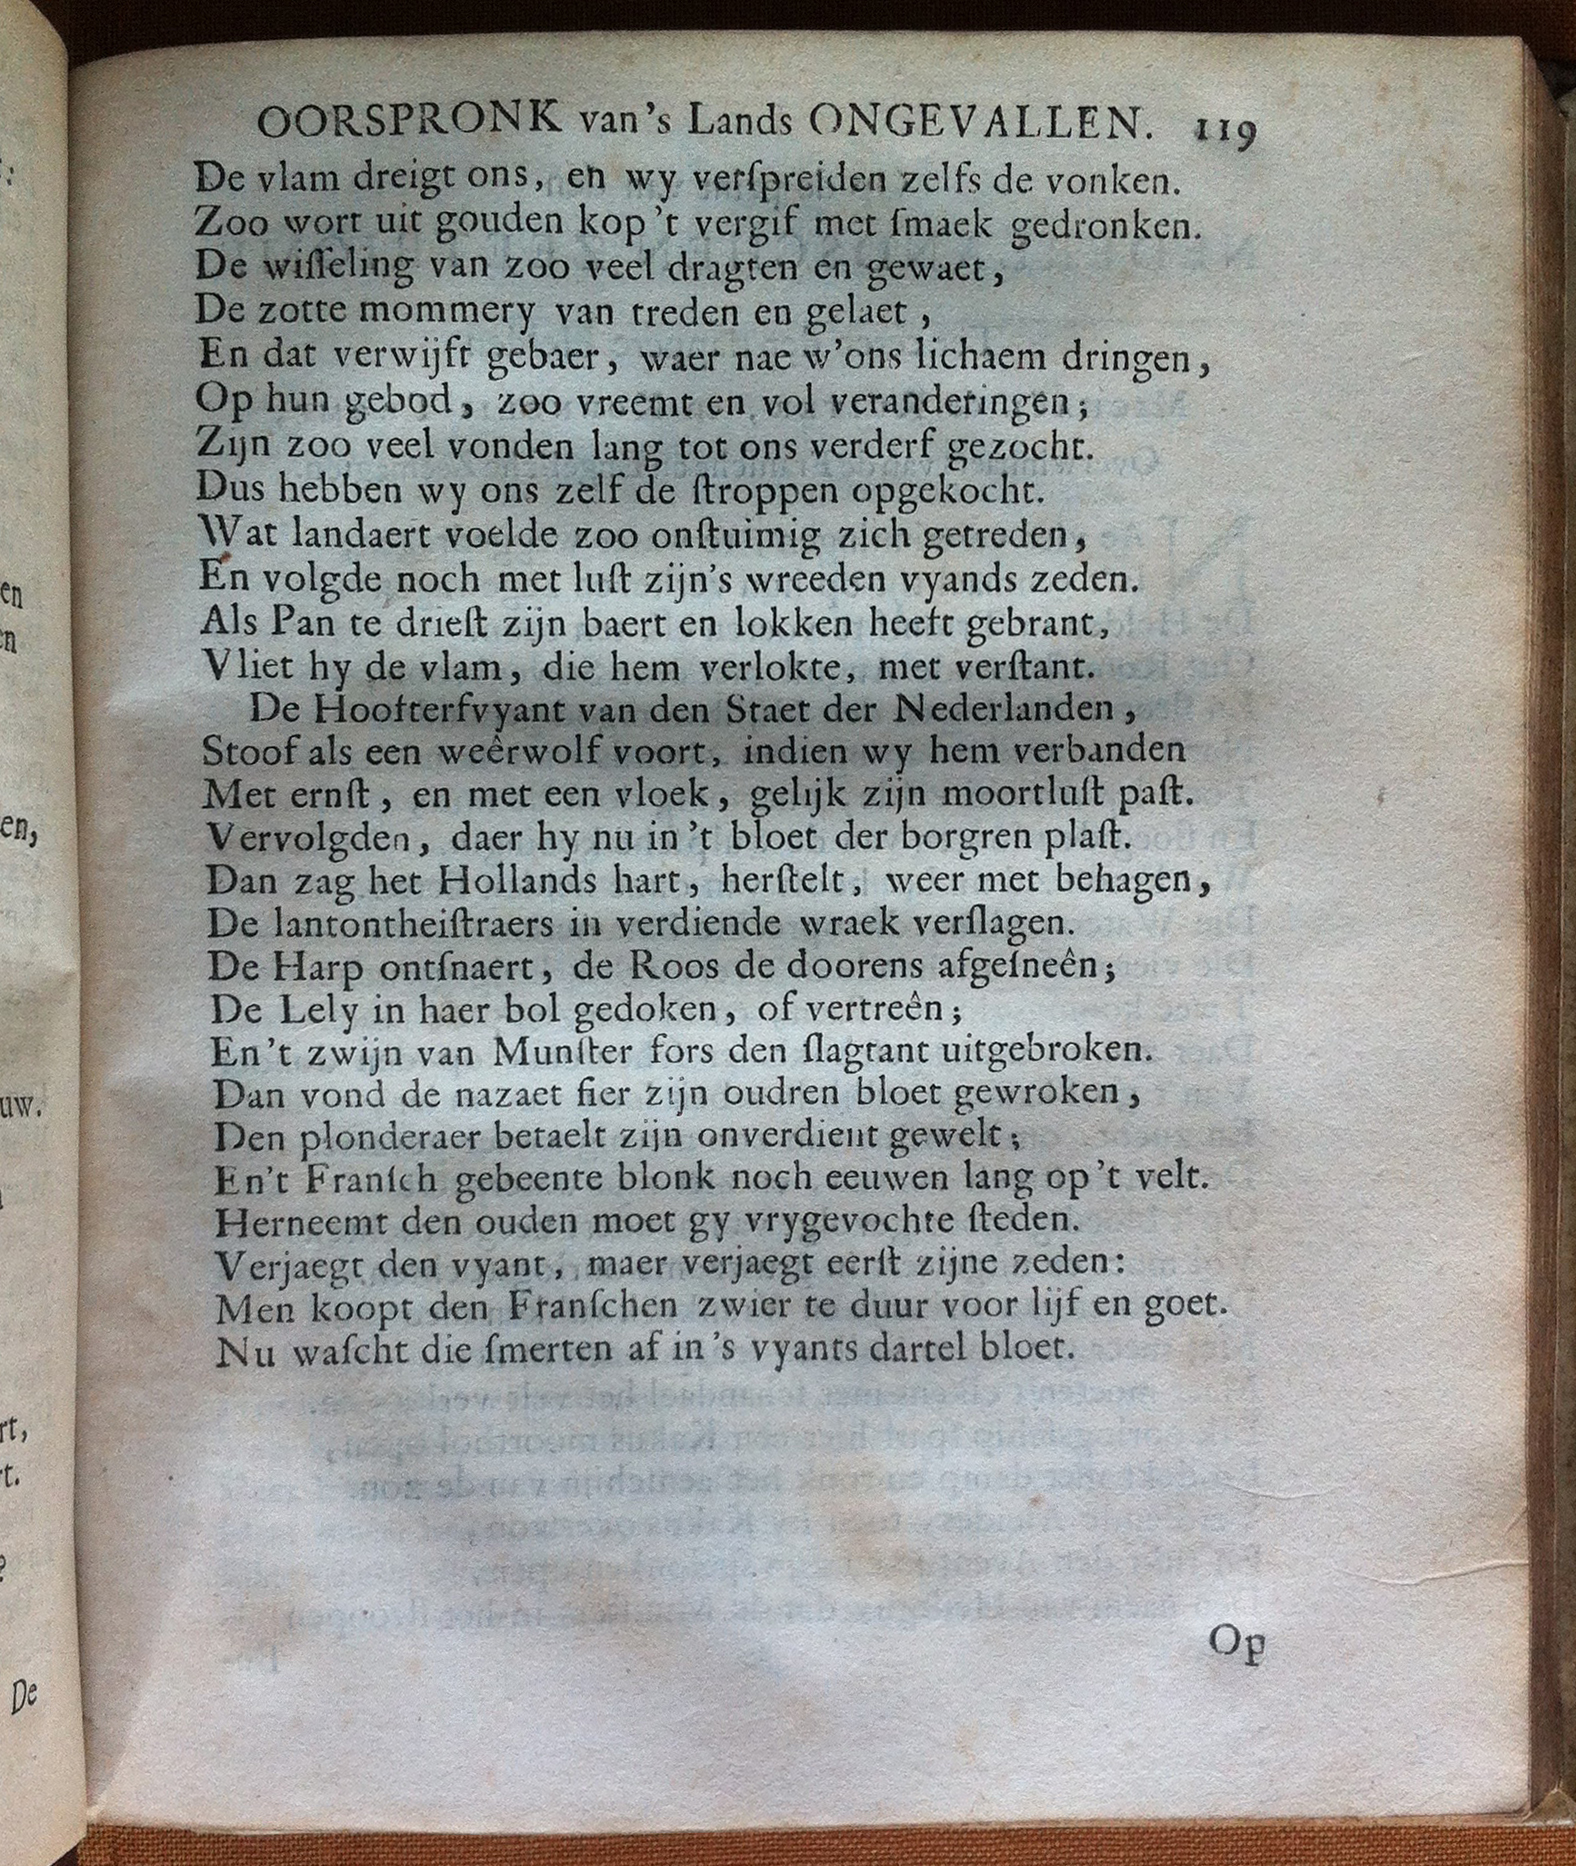 OORSPRONK van's Lands ONGEVALLEN. 119
De vlam dreigt ons, en wy verſpreiden zelfs de vonken.
Zoo wort uit gouden kop 't vergif met ſmaek gedronken.
De wiſſeling van zoo veel dragten en gewaet,
De zotte mommery van treden en gelaet,
En dat verwijft gebaer, waer nae w'ons lichaem dringen,
Op hun gebod, zoo vreemt en vol veranderingen;
Zijn zoo veel vonden lang tot ons verderf gezocht.
Dus hebben wy ons zelf de ſtroppen opgekocht.
Wat landaert voelde zoo onſtuimig zich getreden,
En volgde noch met luſt zijn's wreeden vyands zeden.
Als Pan te drieſt zijn baert en lokken heeft gebrant,
Vliet hy de vlam, die hem verlokte, met verſtant.
De Hoofterfvyant van den Staet der Nederlanden,
Stoof als een weêrwolf voort, indien wy hem verbanden
Met ernſt, en met een vloek, gelijk zijn moortluſt paſt.
Vervolgden, daer hy nu in 't bloet der borgren plaſt.
Dan zag het Hollands hart, herſtelt, weer met behagen,
De lantontheiſtraers in verdiende wraek verſlagen.
De Harp ontſnaert, de Roos de doorens afgeſneên;
De Lely in haer bol gedoken, of vertreên;
En 't zwijn van Munſter fors den ſlagtant uitgebroken.
Dan vond de nazaet fier zijn oudren bloet gewroken,
Den plonderaer betaelt zijn onverdient gewelt;
En't Franſch gebeente blonk noch eeuwen lang op 't velt.
Herneemt den ouden moet gy vrygevochte ſteden.
Verjaegt den vyant, maer verjaegt eerſt zijne zeden:
Men koopt den Franſchen zwier te duur voor lijf en goet.
Nu waſcht die ſmerten af in 's vyants dartel bloet.
Op
en
en,
uw.
rt,
t.
?
De